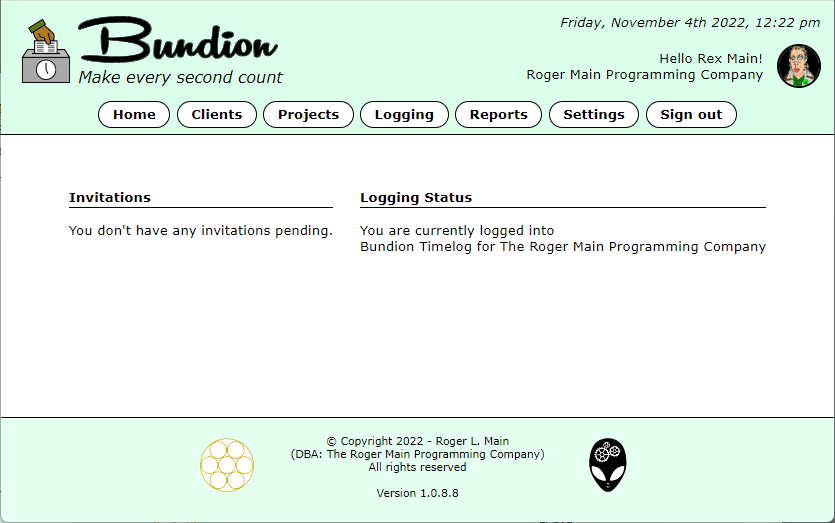 Friday, November 4th 2022, 12:22 pm
Bundion
Make every second count
Hello Rex Main!
Roger Main Programming Company
Home Clients Projects Logging Reports Settings Sign out
Invitations
You don't have any invitations pending.
Logging Status
You are currently logged into
Bundion Timelog for The Roger Main Programming Company
© Copyright 2022 - Roger L. Main
(DBA: The Roger Main Programming Company)
All rights reserved
Version 1.0.8.8